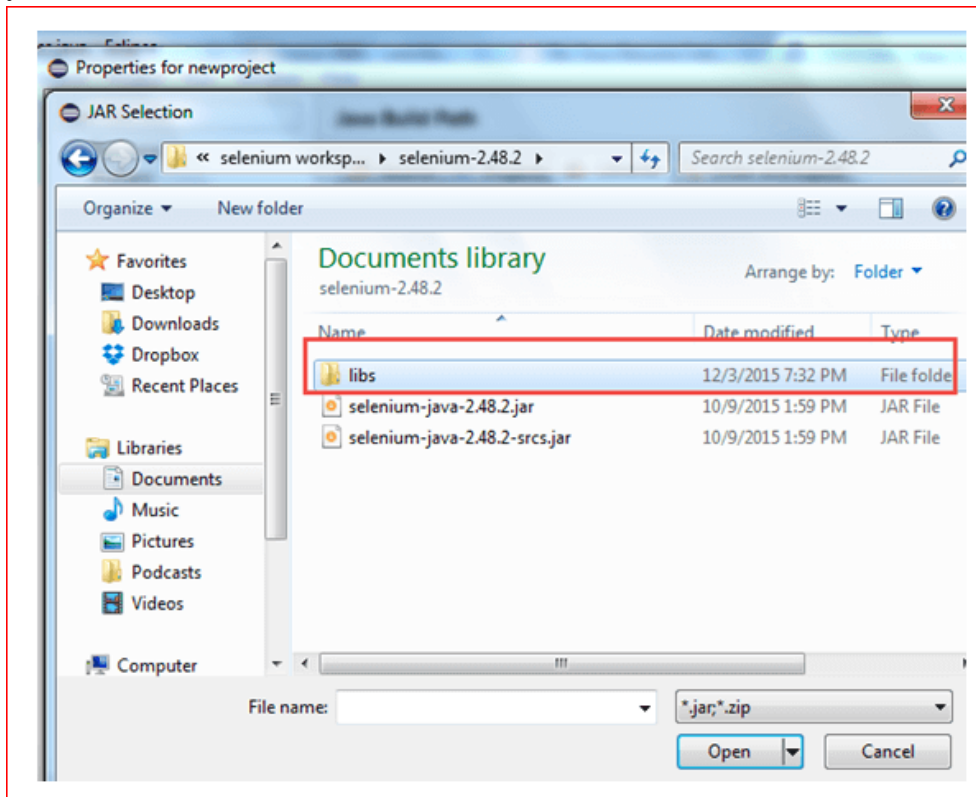 Properties for newproject
JAR Selection
Java Build Path
« selenium worksp... ▸ selenium-2.48.2 ▸
Search selenium-2.48.2
Organize ▾ New folder
Favorites
Desktop
Downloads
Dropbox
Recent Places
Libraries
Documents
Music
Pictures
Podcasts
Videos
Computer
Documents library
selenium-2.48.2
Arrange by: Folder ▾
Name Date modified Type
libs 12/3/2015 7:32 PM File folde
selenium-java-2.48.2.jar 10/9/2015 1:59 PM JAR File
selenium-java-2.48.2-srcs.jar 10/9/2015 1:59 PM JAR File
File name:
*.jar;*.zip
Open
Cancel